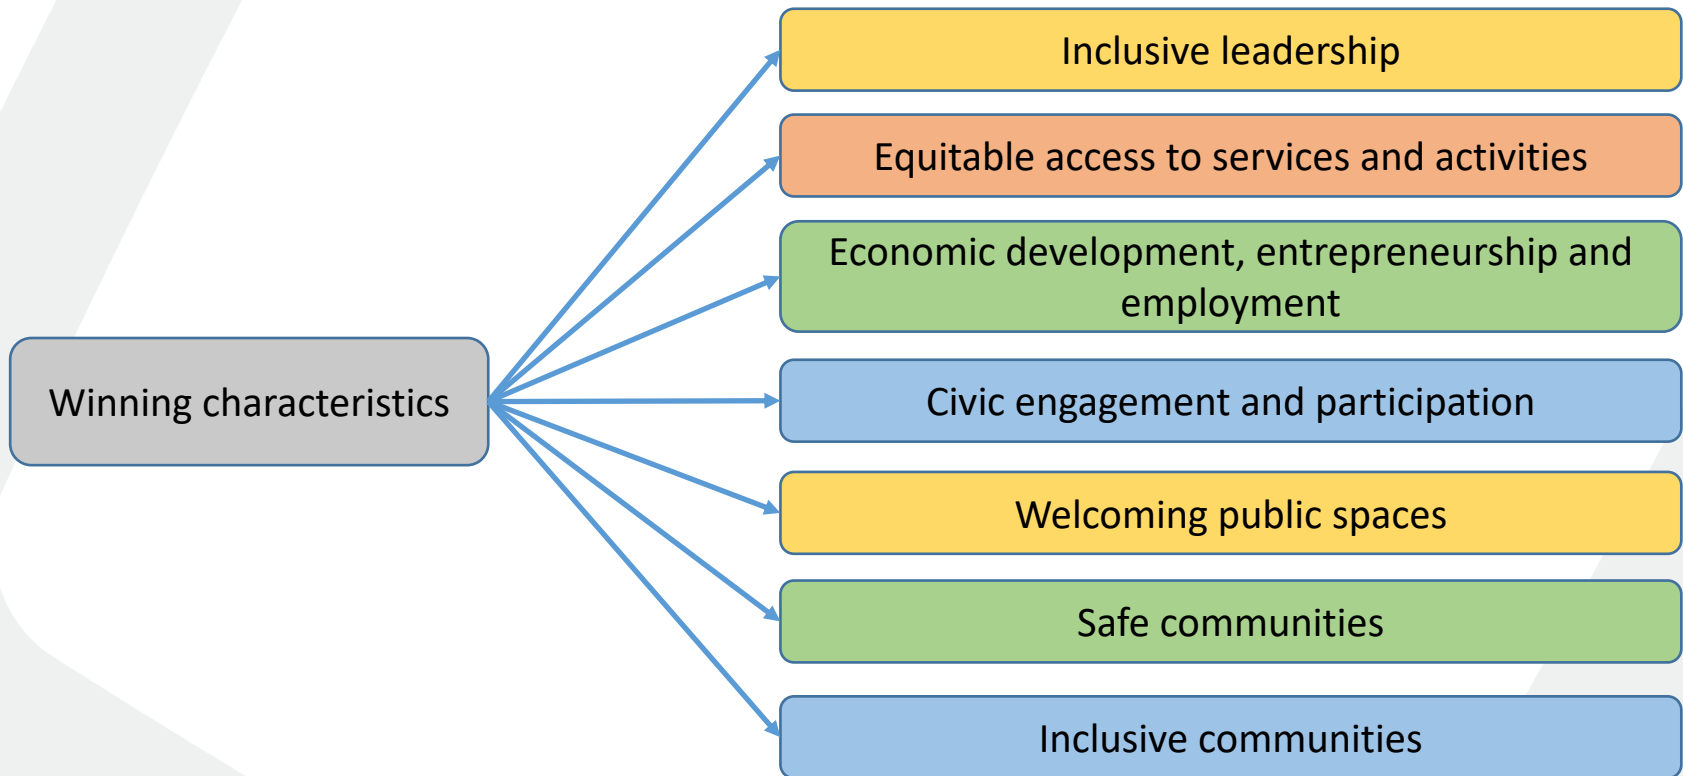 Inclusive leadership
Equitable access to services and activities
Economic development, entrepreneurship and
employment
Winning characteristics
Civic engagement and participation
Welcoming public spaces
Safe communities
Inclusive communities